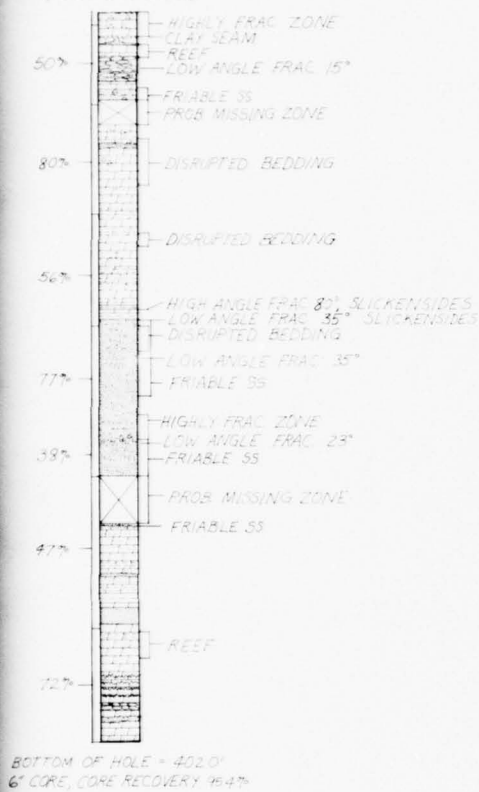 HIGHLY FRAC ZONE
CLAY SEAM
REEF
50%
LOW ANGLE FRAC 15°
FRIABLE SS
PROB. MISSING ZONE
80%
DISRUPTED BEDDING
DISRUPTED BEDDING
56%
HIGH ANGLE FRAC 80°, SLICKENSIDES
LOW ANGLE FRAC 35° SLICKENSIDES
DISRUPTED BEDDING
LOW ANGLE FRAC 35°
77%
FRIABLE SS
HIGHLY FRAC ZONE
LOW ANGLE FRAC. 23°
38%
FRIABLE SS
PROB. MISSING ZONE
FRIABLE SS
47%
REEF
72%
BOTTOM OF HOLE = 402.0'
6" CORE, CORE RECOVERY 95.4%